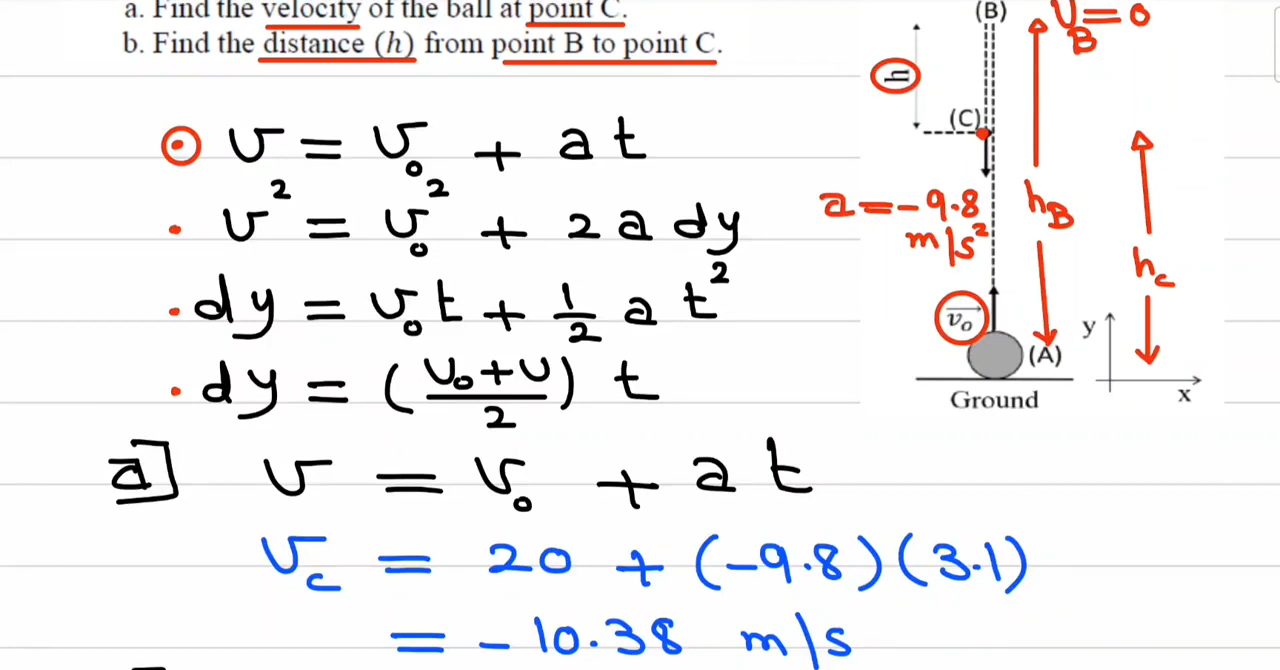 a. Find the velocity of the ball at point C.
b. Find the distance (h) from point B to point C.
(B)
V_B = 0
h
(C)
a = -9.8
m/s²
h_B
h_c
v₀
y
(A)
x
Ground
⊙ v = v₀ + at
• v² = v₀² + 2 a dy
• dy = v₀t + 1/2 a t²
• dy = (v₀+v/2) t
a] v = v₀ + at
v_c = 20 + (-9.8)(3.1)
= -10.38 m/s